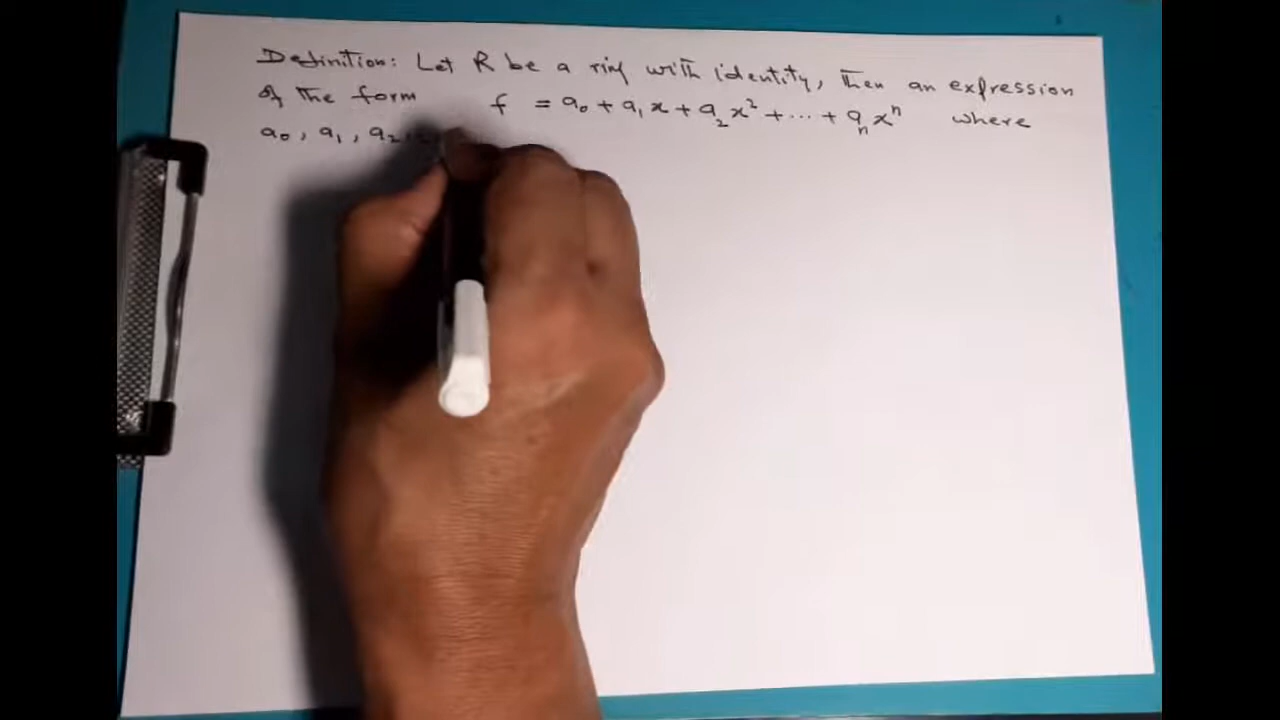 Definition: Let R be a ring with identity, then an expression
of the form f = a₀ + a₁x + a₂x² + ... + aₙxⁿ where
a₀, a₁, a₂,